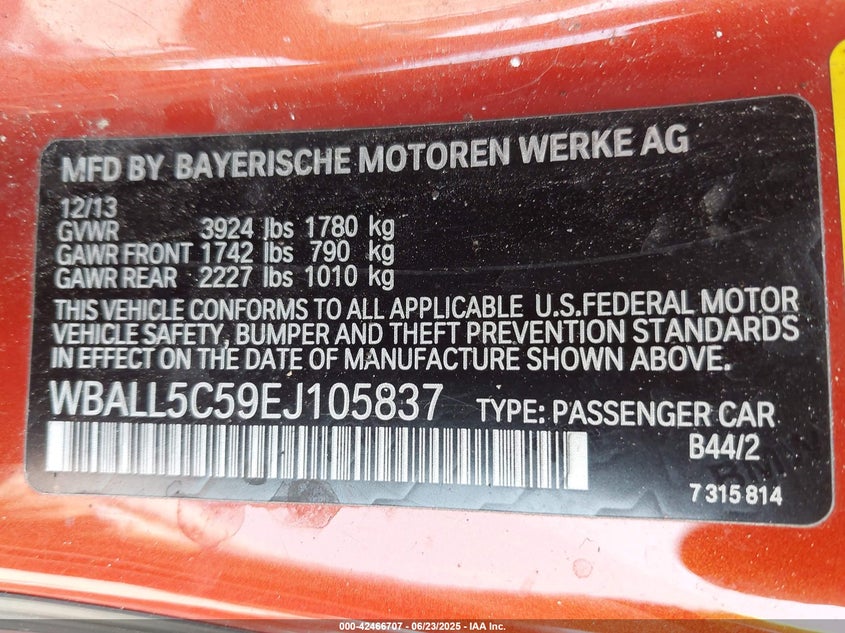 MFD BY BAYERISCHE MOTOREN WERKE AG
12/13
GVWR 3924 lbs 1780 kg
GAWR FRONT 1742 lbs 790 kg
GAWR REAR 2227 lbs 1010 kg
THIS VEHICLE CONFORMS TO ALL APPLICABLE U.S.FEDERAL MOTOR
VEHICLE SAFETY, BUMPER AND THEFT PREVENTION STANDARDS
IN EFFECT ON THE DATE OF MANUFACTURE SHOWN ABOVE.
WBALL5C59EJ105837 TYPE: PASSENGER CAR
B44/2
BMW
7 315 814
000-42466707 - 06/23/2025 - IAA Inc.